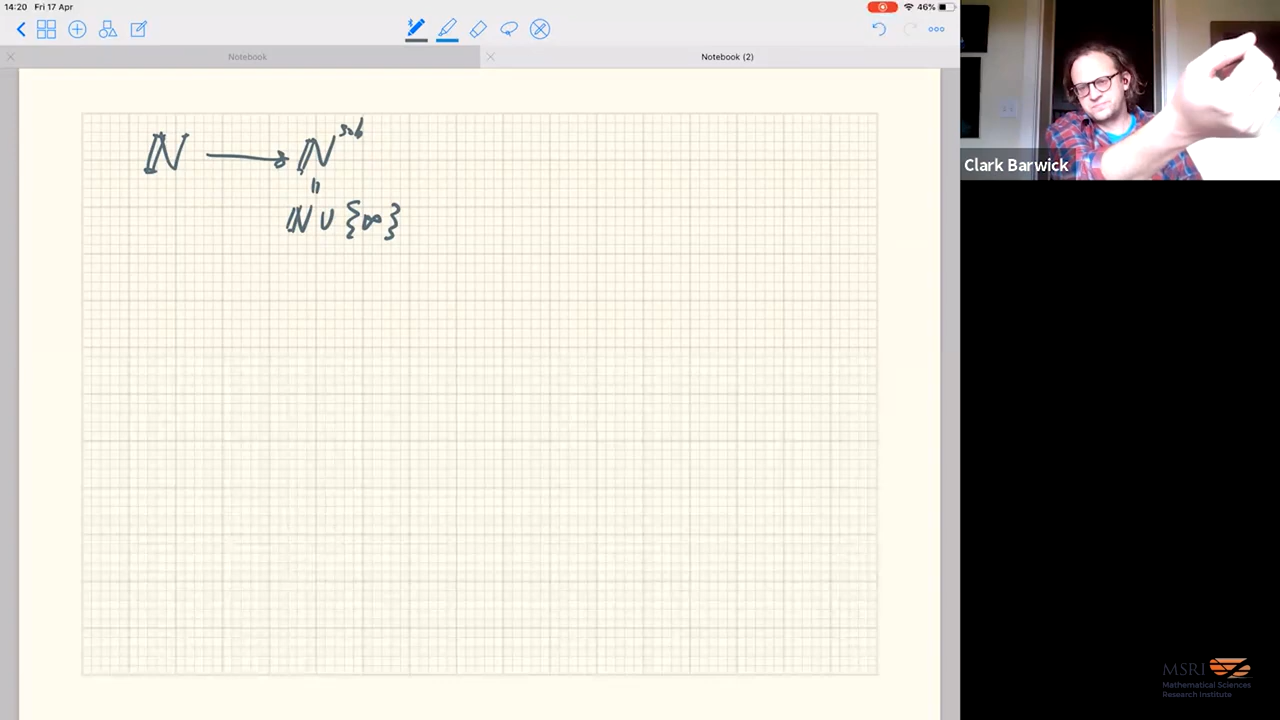 14:20 Fri 17 Apr
46%
Notebook
Notebook (2)
ℕ → ℕ^sob
=
ℕ ∪ {∞}
Clark Barwick
MSRI
Mathematical Sciences
Research Institute